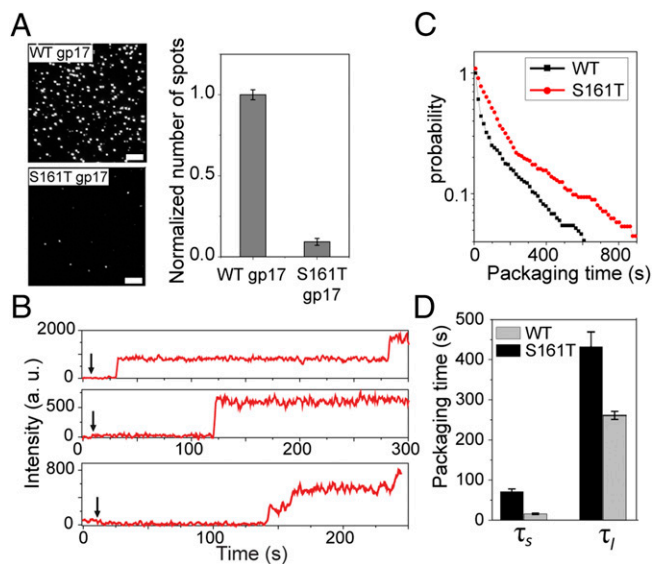 A
WT gp17
S161T gp17
Normalized number of spots
1.0
0.5
0.0
WT gp17
S161T
gp17
B
Intensity (a. u.)
2000
0
500
0
0
100
200
300
800
0
0
100
200
Time (s)
C
probability
1
0.1
WT
S161T
0
400
800
Packaging time (s)
D
Packaging time (s)
500
400
300
200
100
0
WT
S161T
τs
τl